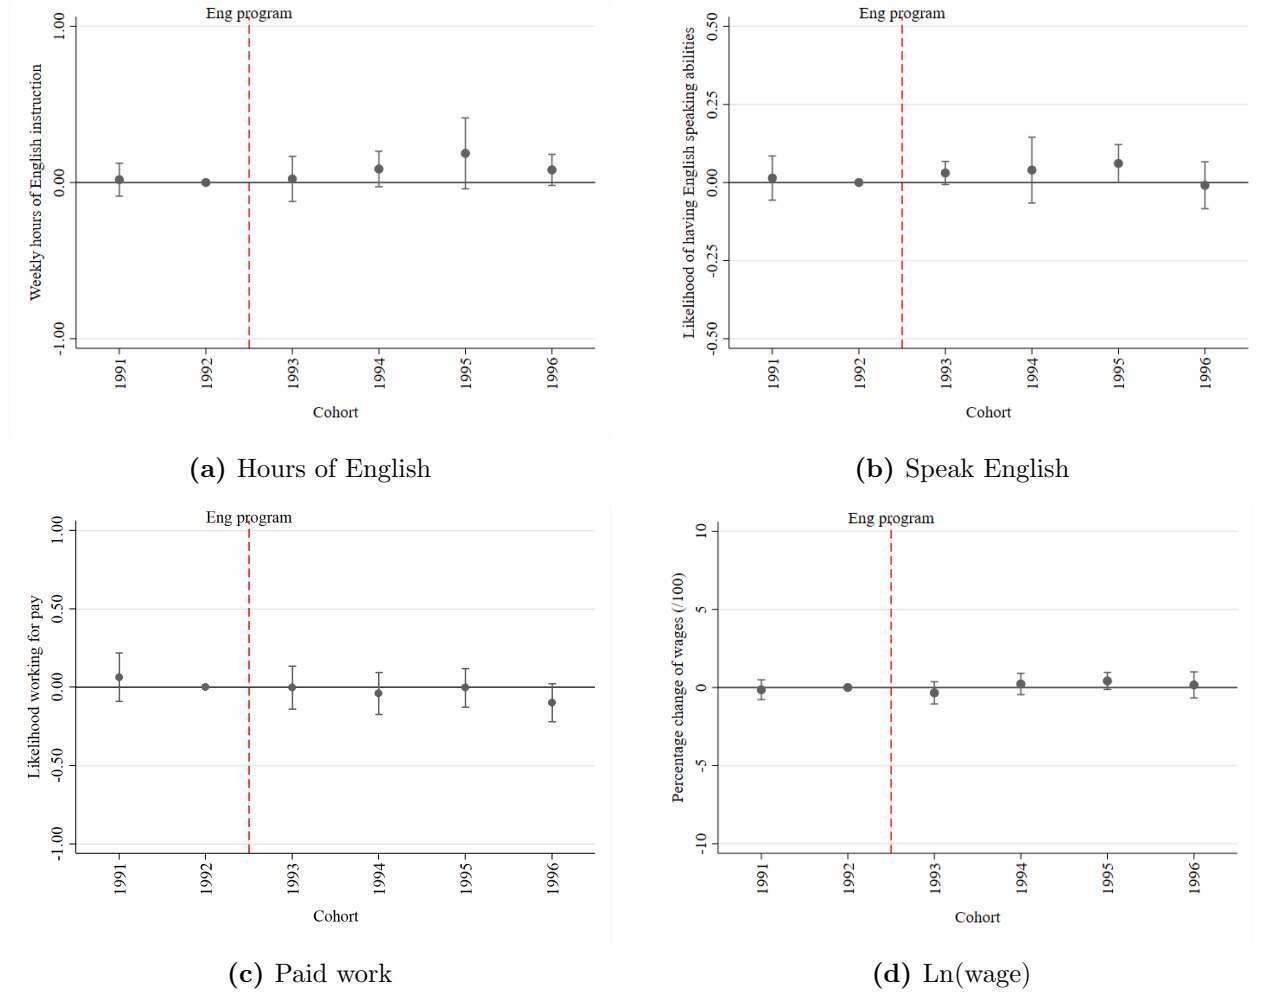 Eng program
Weekly hours of English instruction
1.00
0.00
-1.00
1991 1992 1993 1994 1995 1996
Cohort
(a) Hours of English
Eng program
Likelihood of having English speaking abilities
0.50
0.25
0.00
-0.25
-0.50
1991 1992 1993 1994 1995 1996
Cohort
(b) Speak English
Eng program
Likelihood working for pay
1.00
0.50
0.00
-0.50
-1.00
1991 1992 1993 1994 1995 1996
Cohort
(c) Paid work
Eng program
Percentage change of wages (/100)
10
5
0
-5
-10
1991 1992 1993 1994 1995 1996
Cohort
(d) Ln(wage)